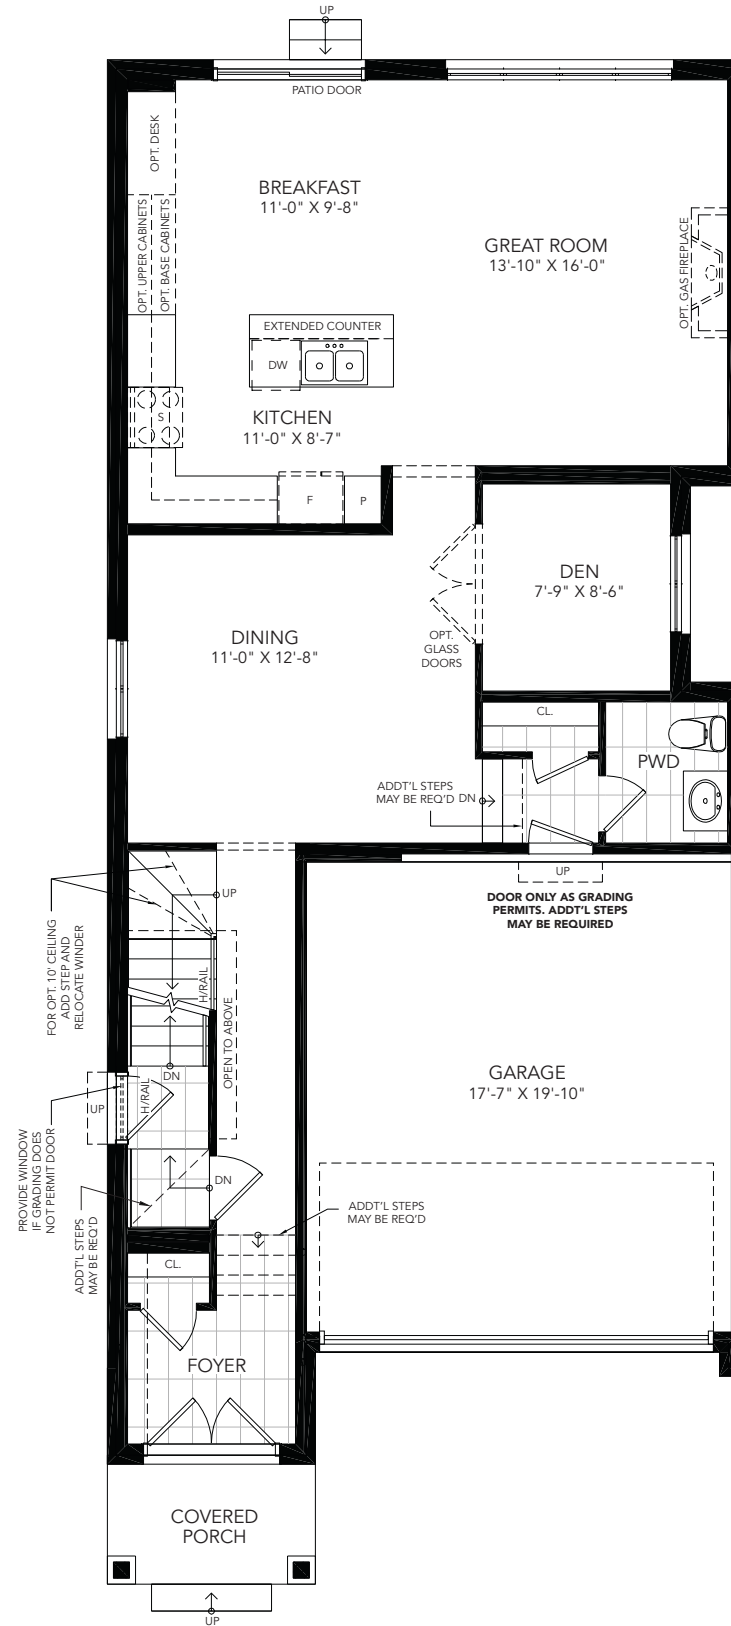 UP
PATIO DOOR
OPT. DESK
BREAKFAST
11'-0" X 9'-8"
OPT. UPPER CABINETS
OPT. BASE CABINETS
GREAT ROOM
13'-10" X 16'-0"
OPT. GAS FIREPLACE
EXTENDED COUNTER
DW
S
KITCHEN
11'-0" X 8'-7"
F
P
DEN
7'-9" X 8'-6"
DINING
11'-0" X 12'-8"
OPT.
GLASS
DOORS
CL.
PWD
ADDT'L STEPS
MAY BE REQ'D
DN
UP
DOOR ONLY AS GRADING
PERMITS. ADDT'L STEPS
MAY BE REQUIRED
UP
FOR OPT. 10' CEILING
ADD STEP AND
RELOCATE WINDER
H/RAIL
OPEN TO ABOVE
GARAGE
17'-7" X 19'-10"
DN
H/RAIL
UP
PROVIDE WINDOW
IF GRADING DOES
NOT PERMIT DOOR
DN
ADDT'L STEPS
MAY BE REQ'D
ADDT'L STEPS
MAY BE REQ'D
CL.
FOYER
COVERED
PORCH
UP